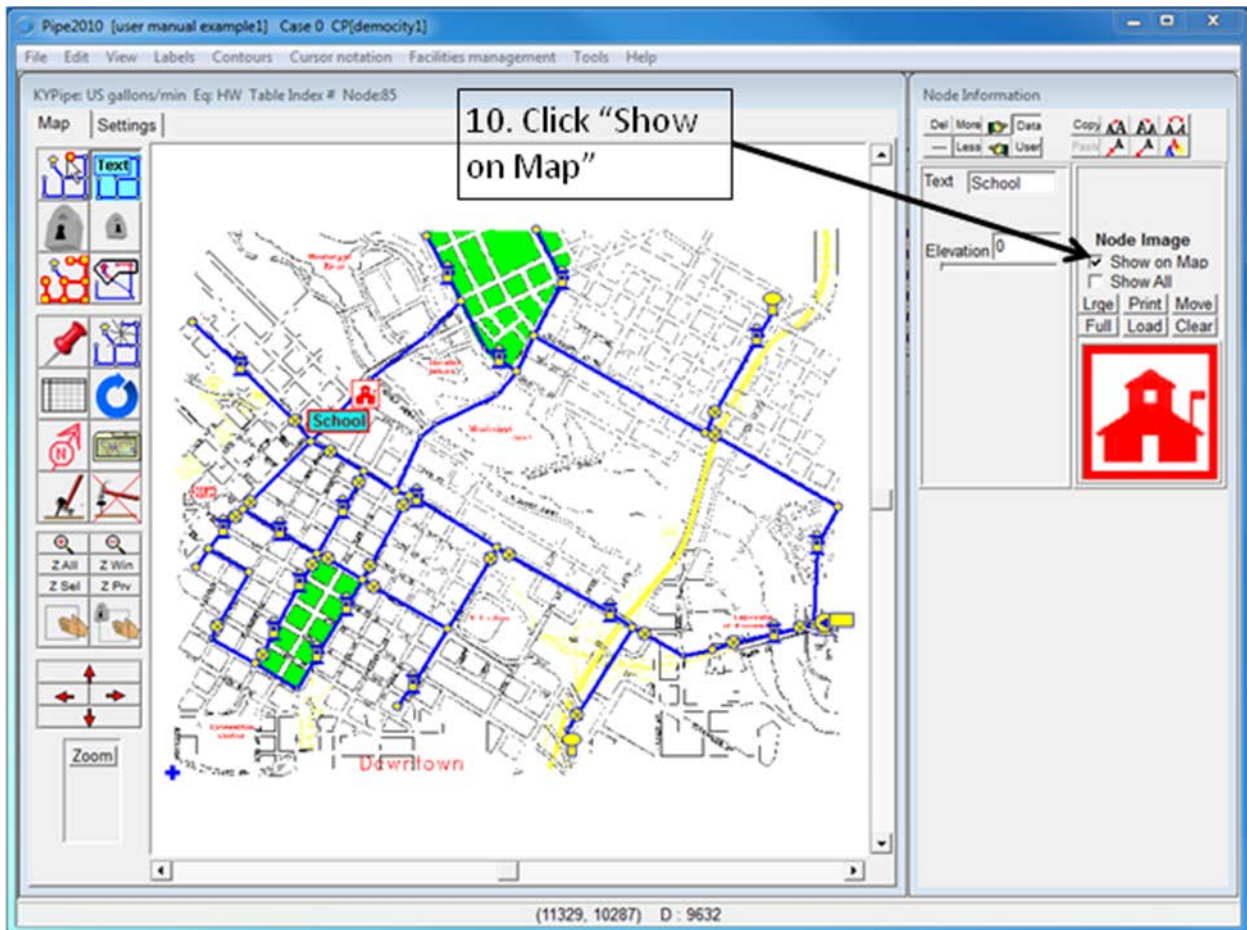 Pipe2010 [user manual example1] Case 0 CP[democity1]
File Edit View Labels Contours Cursor notation Facilities management Tools Help
KYPipe: US gallons/min Eq: HW Table Index # Node:85
Map Settings
Text
10. Click “Show
on Map”
N
Z All Z Win
Z Sel Z Prv
Zoom
School
Mississippi
Downtown
Node Information
Del More Data Copy
Less User Paste
Text School
Elevation 0
Node Image
Show on Map
Show All
Lrge Print Move
Full Load Clear
(11329, 10287) D : 9632